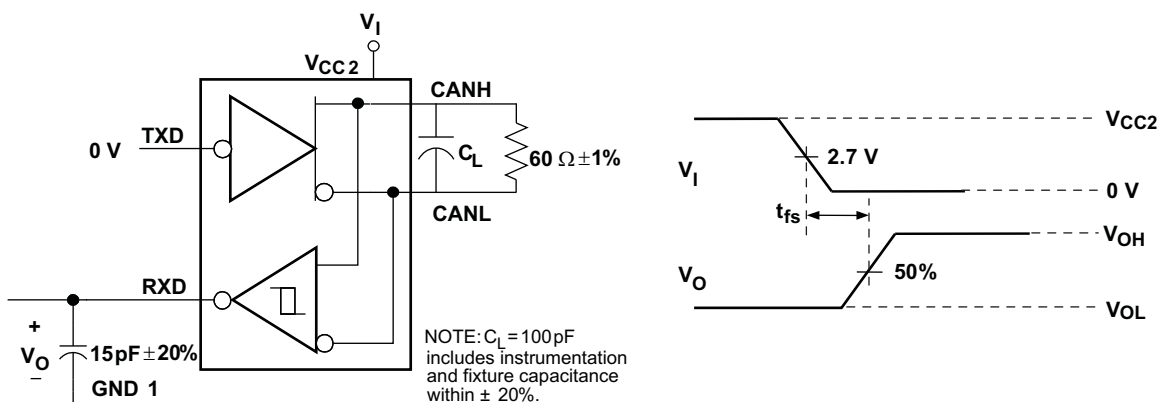 V_I
V_CC2
CANH
TXD
0 V
C_L
60 Ω ±1%
CANL
RXD
+
V_O
−
15pF ±20%
GND 1
NOTE: C_L = 100pF
includes instrumentation
and fixture capacitance
within ± 20%.
V_CC2
2.7 V
V_I
0 V
t_fs
V_OH
V_O
50%
V_OL